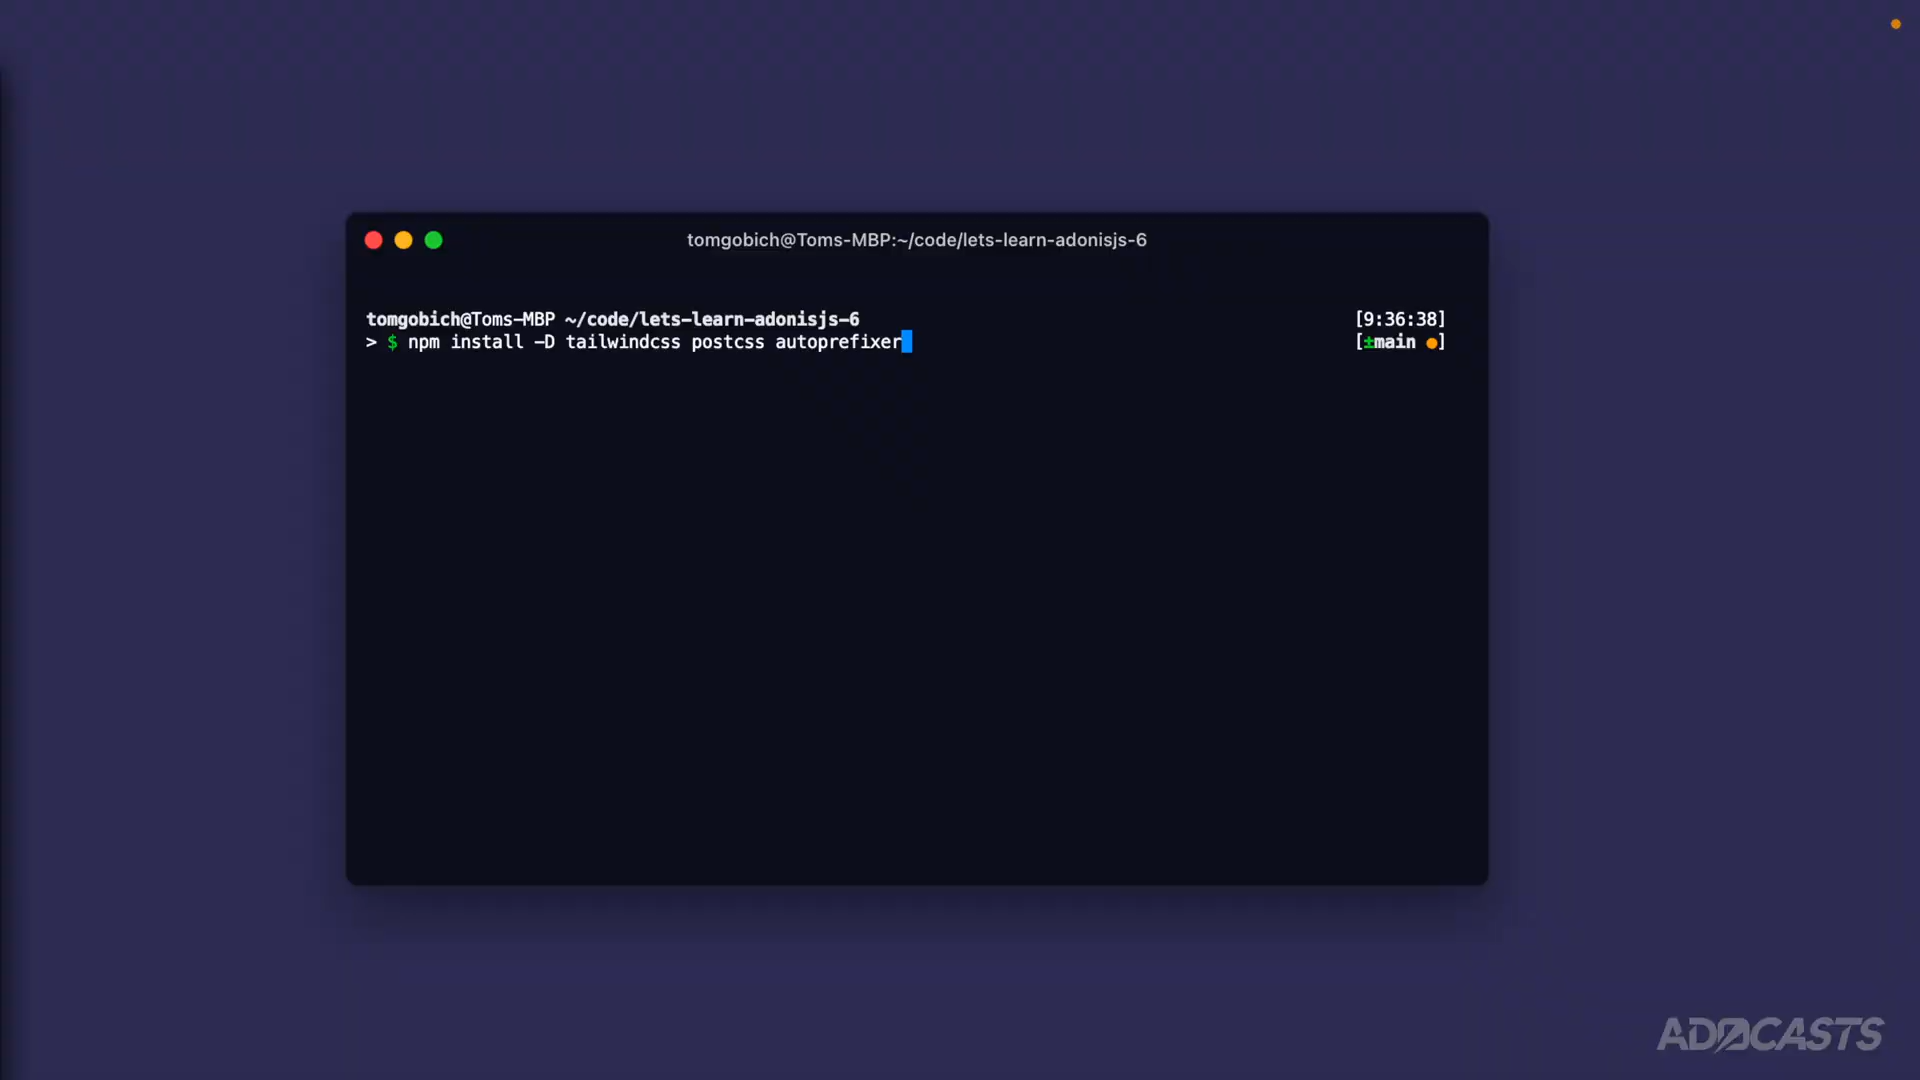 tomgobich@Toms-MBP:~/code/lets-learn-adonisjs-6
tomgobich@Toms-MBP ~/code/lets-learn-adonisjs-6 [9:36:38]
> $ npm install -D tailwindcss postcss autoprefixer [±main ●]
ADOCASTS